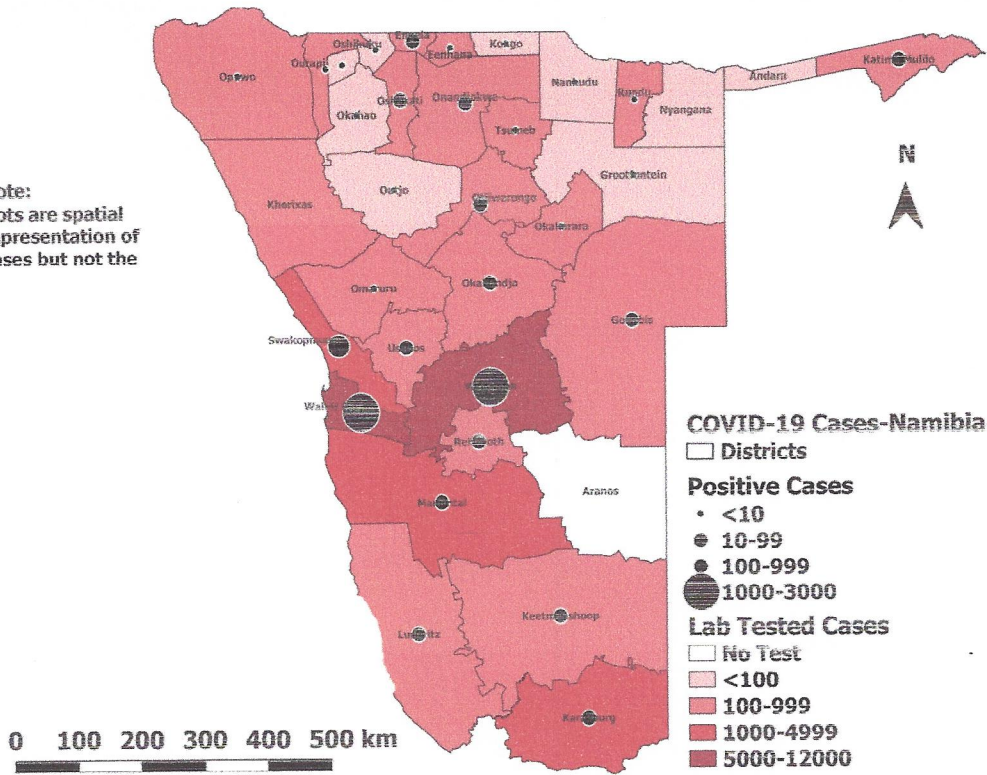 Oshikuku
Engela
Kongo
Eenhana
Outapi
Opuwo
Katima Mulilo
Andara
Nankudu
Rundu
Nyangana
Oshakati
Onandjokwe
Okahao
Tsumeb
N
Grootfontein
Outjo
ote:
ots are spatial
presentation of
ases but not the
Khorixas
Otjiwarongo
Okakarara
Omaruru
Okahandja
Gobabis
Swakopmund
Usakos
Walvis
Rehoboth
Aranos
Mariental
Keetmanshoop
Luderitz
Karasburg
COVID-19 Cases-Namibia
Districts
Positive Cases
<10
10-99
100-999
1000-3000
Lab Tested Cases
No Test
<100
100-999
1000-4999
5000-12000
0 100 200 300 400 500 km